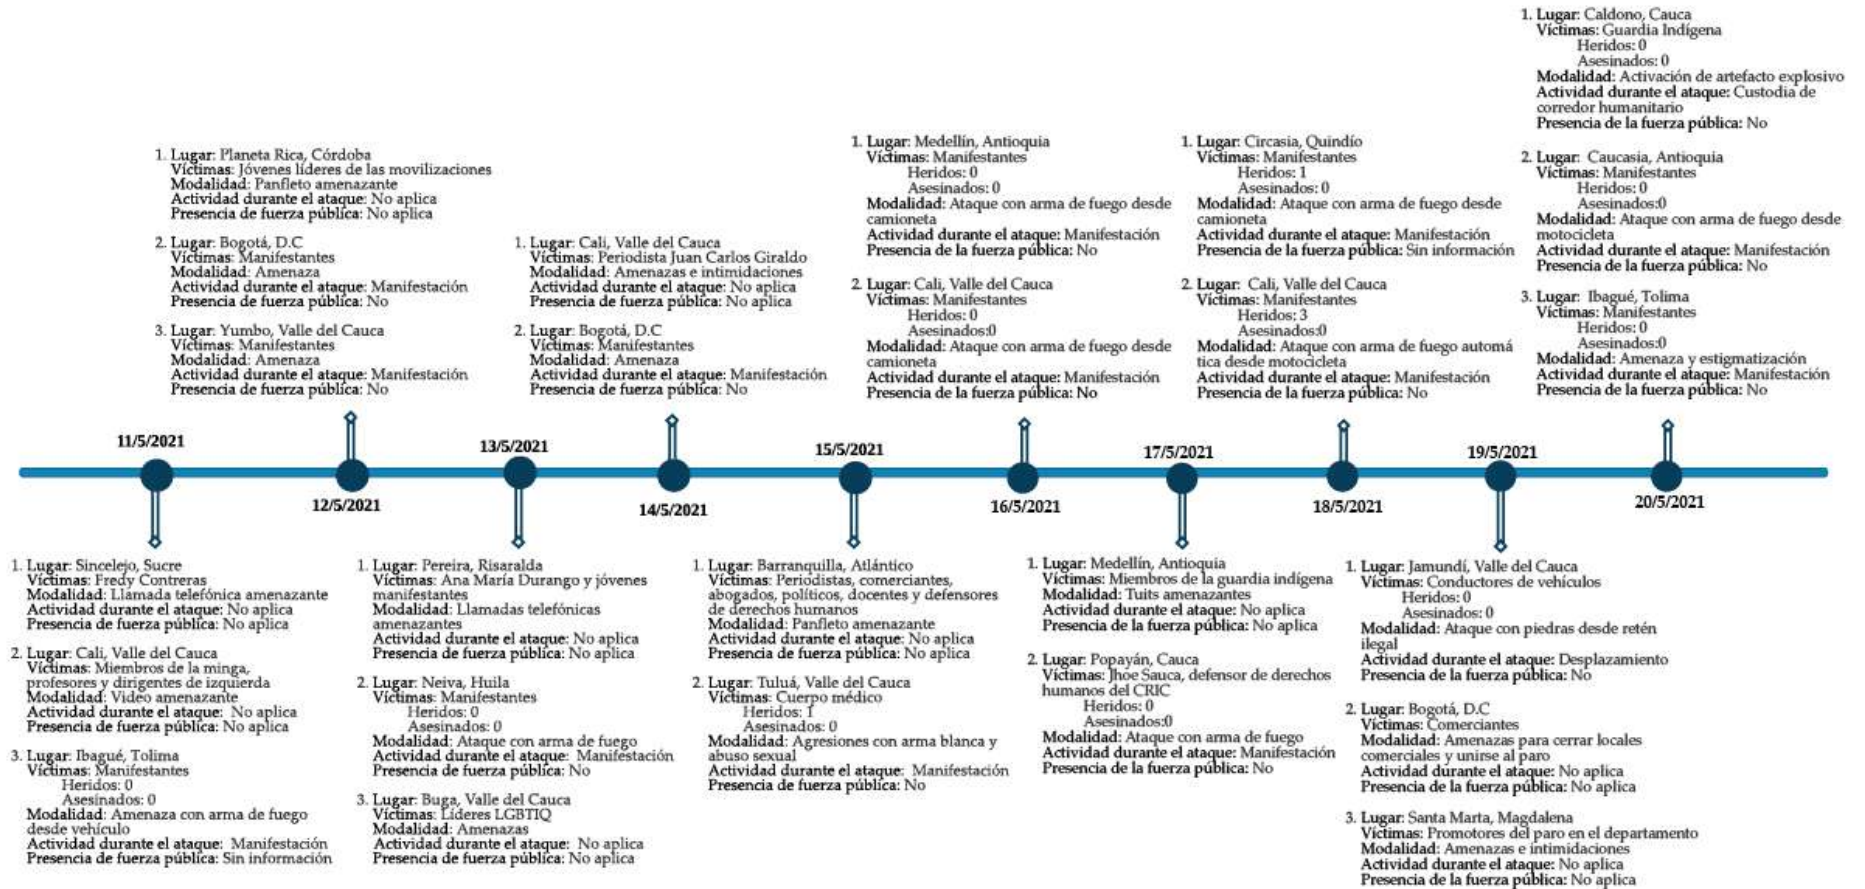 11/5/2021
1. Lugar: Sincelejo, Sucre
Víctimas: Fredy Contreras
Modalidad: Llamada telefónica amenazante
Actividad durante el ataque: No aplica
Presencia de fuerza pública: No aplica
2. Lugar: Cali, Valle del Cauca
Víctimas: Miembros de la minga,
profesores y dirigentes de izquierda
Modalidad: Video amenazante
Actividad durante el ataque: No aplica
Presencia de fuerza pública: No aplica
3. Lugar: Ibagué, Tolima
Víctimas: Manifestantes
Heridos: 0
Asesinados: 0
Modalidad: Amenaza con arma de fuego
desde vehículo
Actividad durante el ataque: Manifestación
Presencia de fuerza pública: Sin información
1. Lugar: Planeta Rica, Córdoba
Víctimas: Jóvenes líderes de las movilizaciones
Modalidad: Panfleto amenazante
Actividad durante el ataque: No aplica
Presencia de fuerza pública: No aplica
2. Lugar: Bogotá, D.C
Víctimas: Manifestantes
Modalidad: Amenaza
Actividad durante el ataque: Manifestación
Presencia de fuerza pública: No
3. Lugar: Yumbo, Valle del Cauca
Víctimas: Manifestantes
Modalidad: Amenaza
Actividad durante el ataque: Manifestación
Presencia de fuerza pública: No
12/5/2021
13/5/2021
1. Lugar: Pereira, Risaralda
Víctimas: Ana María Durango y jóvenes
manifestantes
Modalidad: Llamadas telefónicas
amenazantes
Actividad durante el ataque: No aplica
Presencia de fuerza pública: No aplica
2. Lugar: Neiva, Huila
Víctimas: Manifestantes
Heridos: 0
Asesinados: 0
Modalidad: Ataque con arma de fuego
Actividad durante el ataque: Manifestación
Presencia de fuerza pública: No
3. Lugar: Buga, Valle del Cauca
Víctimas: Líderes LGBTIQ
Modalidad: Amenazas
Actividad durante el ataque: No aplica
Presencia de fuerza pública: No aplica
1. Lugar: Cali, Valle del Cauca
Víctimas: Periodista Juan Carlos Giraldo
Modalidad: Amenazas e intimidaciones
Actividad durante el ataque: No aplica
Presencia de fuerza pública: No aplica
2. Lugar: Bogotá, D.C
Víctimas: Manifestantes
Modalidad: Amenaza
Actividad durante el ataque: Manifestación
Presencia de fuerza pública: No
14/5/2021
15/5/2021
1. Lugar: Barranquilla, Atlántico
Víctimas: Periodistas, comerciantes,
abogados, políticos, docentes y defensores
de derechos humanos
Modalidad: Panfleto amenazante
Actividad durante el ataque: No aplica
Presencia de fuerza pública: No aplica
2. Lugar: Tuluá, Valle del Cauca
Víctimas: Cuerpo médico
Heridos: 1
Asesinados: 0
Modalidad: Agresiones con arma blanca y
abuso sexual
Actividad durante el ataque: Manifestación
Presencia de fuerza pública: No
1. Lugar: Medellín, Antioquia
Víctimas: Manifestantes
Heridos: 0
Asesinados: 0
Modalidad: Ataque con arma de fuego desde
camioneta
Actividad durante el ataque: Manifestación
Presencia de la fuerza pública: No
2. Lugar: Cali, Valle del Cauca
Víctimas: Manifestantes
Heridos: 0
Asesinados:0
Modalidad: Ataque con arma de fuego desde
camioneta
Actividad durante el ataque: Manifestación
Presencia de la fuerza pública: No
16/5/2021
17/5/2021
1. Lugar: Medellín, Antioquia
Víctimas: Miembros de la guardia indígena
Modalidad: Tuits amenazantes
Actividad durante el ataque: No aplica
Presencia de la fuerza pública: No aplica
2. Lugar: Popayán, Cauca
Víctimas: Jhoe Sauca, defensor de derechos
humanos del CRIC
Heridos: 0
Asesinados:0
Modalidad: Ataque con arma de fuego
Actividad durante el ataque: Manifestación
Presencia de la fuerza pública: No
1. Lugar: Circasia, Quindío
Víctimas: Manifestantes
Heridos: 1
Asesinados: 0
Modalidad: Ataque con arma de fuego desde
camioneta
Actividad durante el ataque: Manifestación
Presencia de la fuerza pública: Sin información
2. Lugar: Cali, Valle del Cauca
Víctimas: Manifestantes
Heridos: 3
Asesinados:0
Modalidad: Ataque con arma de fuego automá
tica desde motocicleta
Actividad durante el ataque: Manifestación
Presencia de la fuerza pública: No
18/5/2021
19/5/2021
1. Lugar: Jamundí, Valle del Cauca
Víctimas: Conductores de vehículos
Heridos: 0
Asesinados: 0
Modalidad: Ataque con piedras desde retén
ilegal
Actividad durante el ataque: Desplazamiento
Presencia de la fuerza pública: No
2. Lugar: Bogotá, D.C
Víctimas: Comerciantes
Modalidad: Amenazas para cerrar locales
comerciales y unirse al paro
Actividad durante el ataque: No aplica
Presencia de la fuerza pública: No aplica
3. Lugar: Santa Marta, Magdalena
Víctimas: Promotores del paro en el departamento
Modalidad: Amenazas e intimidaciones
Actividad durante el ataque: No aplica
Presencia de la fuerza pública: No aplica
1. Lugar: Caldono, Cauca
Víctimas: Guardia Indígena
Heridos: 0
Asesinados: 0
Modalidad: Activación de artefacto explosivo
Actividad durante el ataque: Custodia de
corredor humanitario
Presencia de la fuerza pública: No
2. Lugar: Caucasia, Antioquia
Víctimas: Manifestantes
Heridos: 0
Asesinados:0
Modalidad: Ataque con arma de fuego desde
motocicleta
Actividad durante el ataque: Manifestación
Presencia de la fuerza pública: No
3. Lugar: Ibagué, Tolima
Víctimas: Manifestantes
Heridos: 0
Asesinados:0
Modalidad: Amenaza y estigmatización
Actividad durante el ataque: Manifestación
Presencia de la fuerza pública: No
20/5/2021